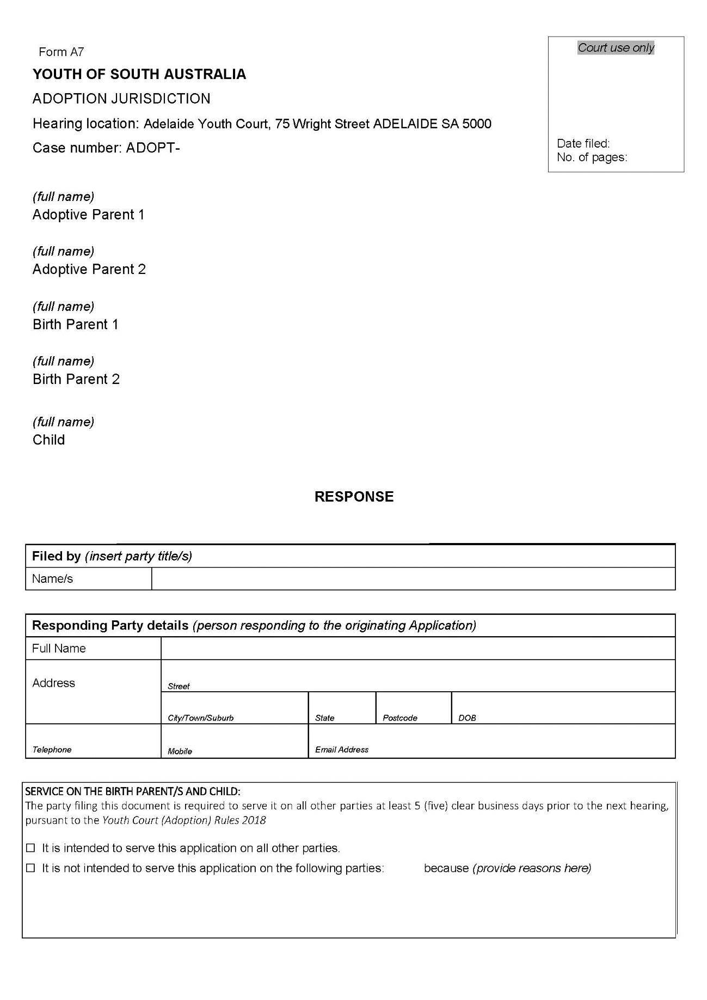 Form A7
Court use only
YOUTH OF SOUTH AUSTRALIA
ADOPTION JURISDICTION
Hearing location: Adelaide Youth Court, 75 Wright Street ADELAIDE SA 5000
Case number: ADOPT-
Date filed:
No. of pages:
(full name)
Adoptive Parent 1
(full name)
Adoptive Parent 2
(full name)
Birth Parent 1
(full name)
Birth Parent 2
(full name)
Child
RESPONSE
Filed by (insert party title/s)
Name/s
Responding Party details (person responding to the originating Application)
Full Name
Address
Street
City/Town/Suburb State Postcode DOB
Telephone Mobile Email Address
SERVICE ON THE BIRTH PARENT/S AND CHILD:
The party filing this document is required to serve it on all other parties at least 5 (five) clear business days prior to the next hearing,
pursuant to the Youth Court (Adoption) Rules 2018
☐ It is intended to serve this application on all other parties.
☐ It is not intended to serve this application on the following parties: because (provide reasons here)